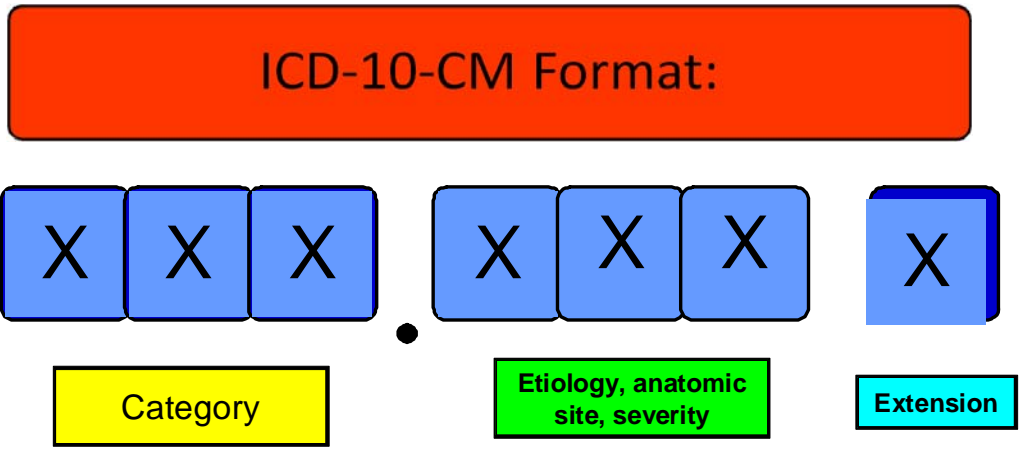 ICD-10-CM Format:
X X X . X X X X
Category
Etiology, anatomic
site, severity
Extension